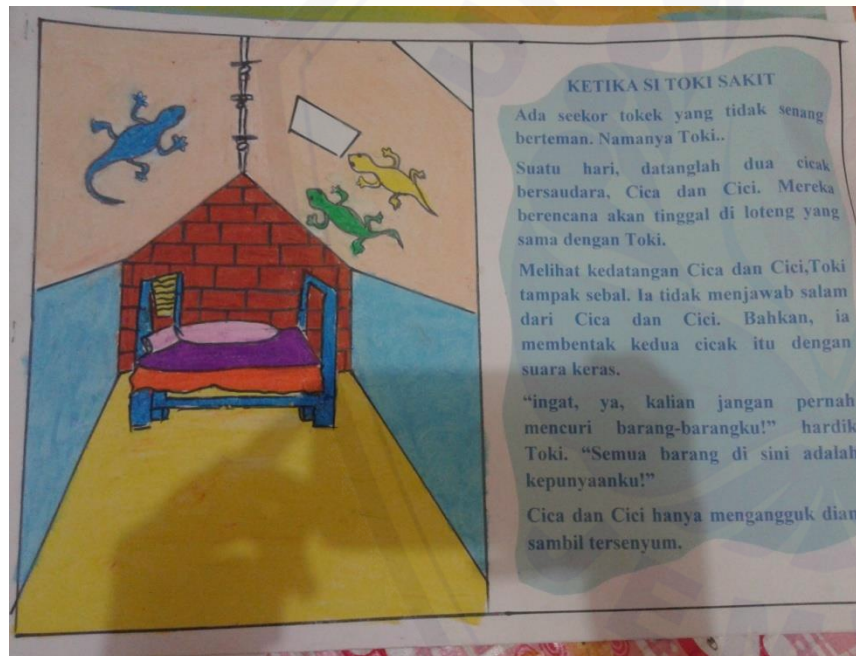 KETIKA SI TOKI SAKIT
Ada seekor tokek yang tidak senang
berteman. Namanya Toki..
Suatu hari, datanglah dua cicak
bersaudara, Cica dan Cici. Mereka
berencana akan tinggal di loteng yang
sama dengan Toki.
Melihat kedatangan Cica dan Cici,Toki
tampak sebal. Ia tidak menjawab salam
dari Cica dan Cici. Bahkan, ia
membentak kedua cicak itu dengan
suara keras.
“ingat, ya, kalian jangan pernah
mencuri barang-barangku!” hardik
Toki. “Semua barang di sini adalah
kepunyaanku!”
Cica dan Cici hanya mengangguk diam
sambil tersenyum.